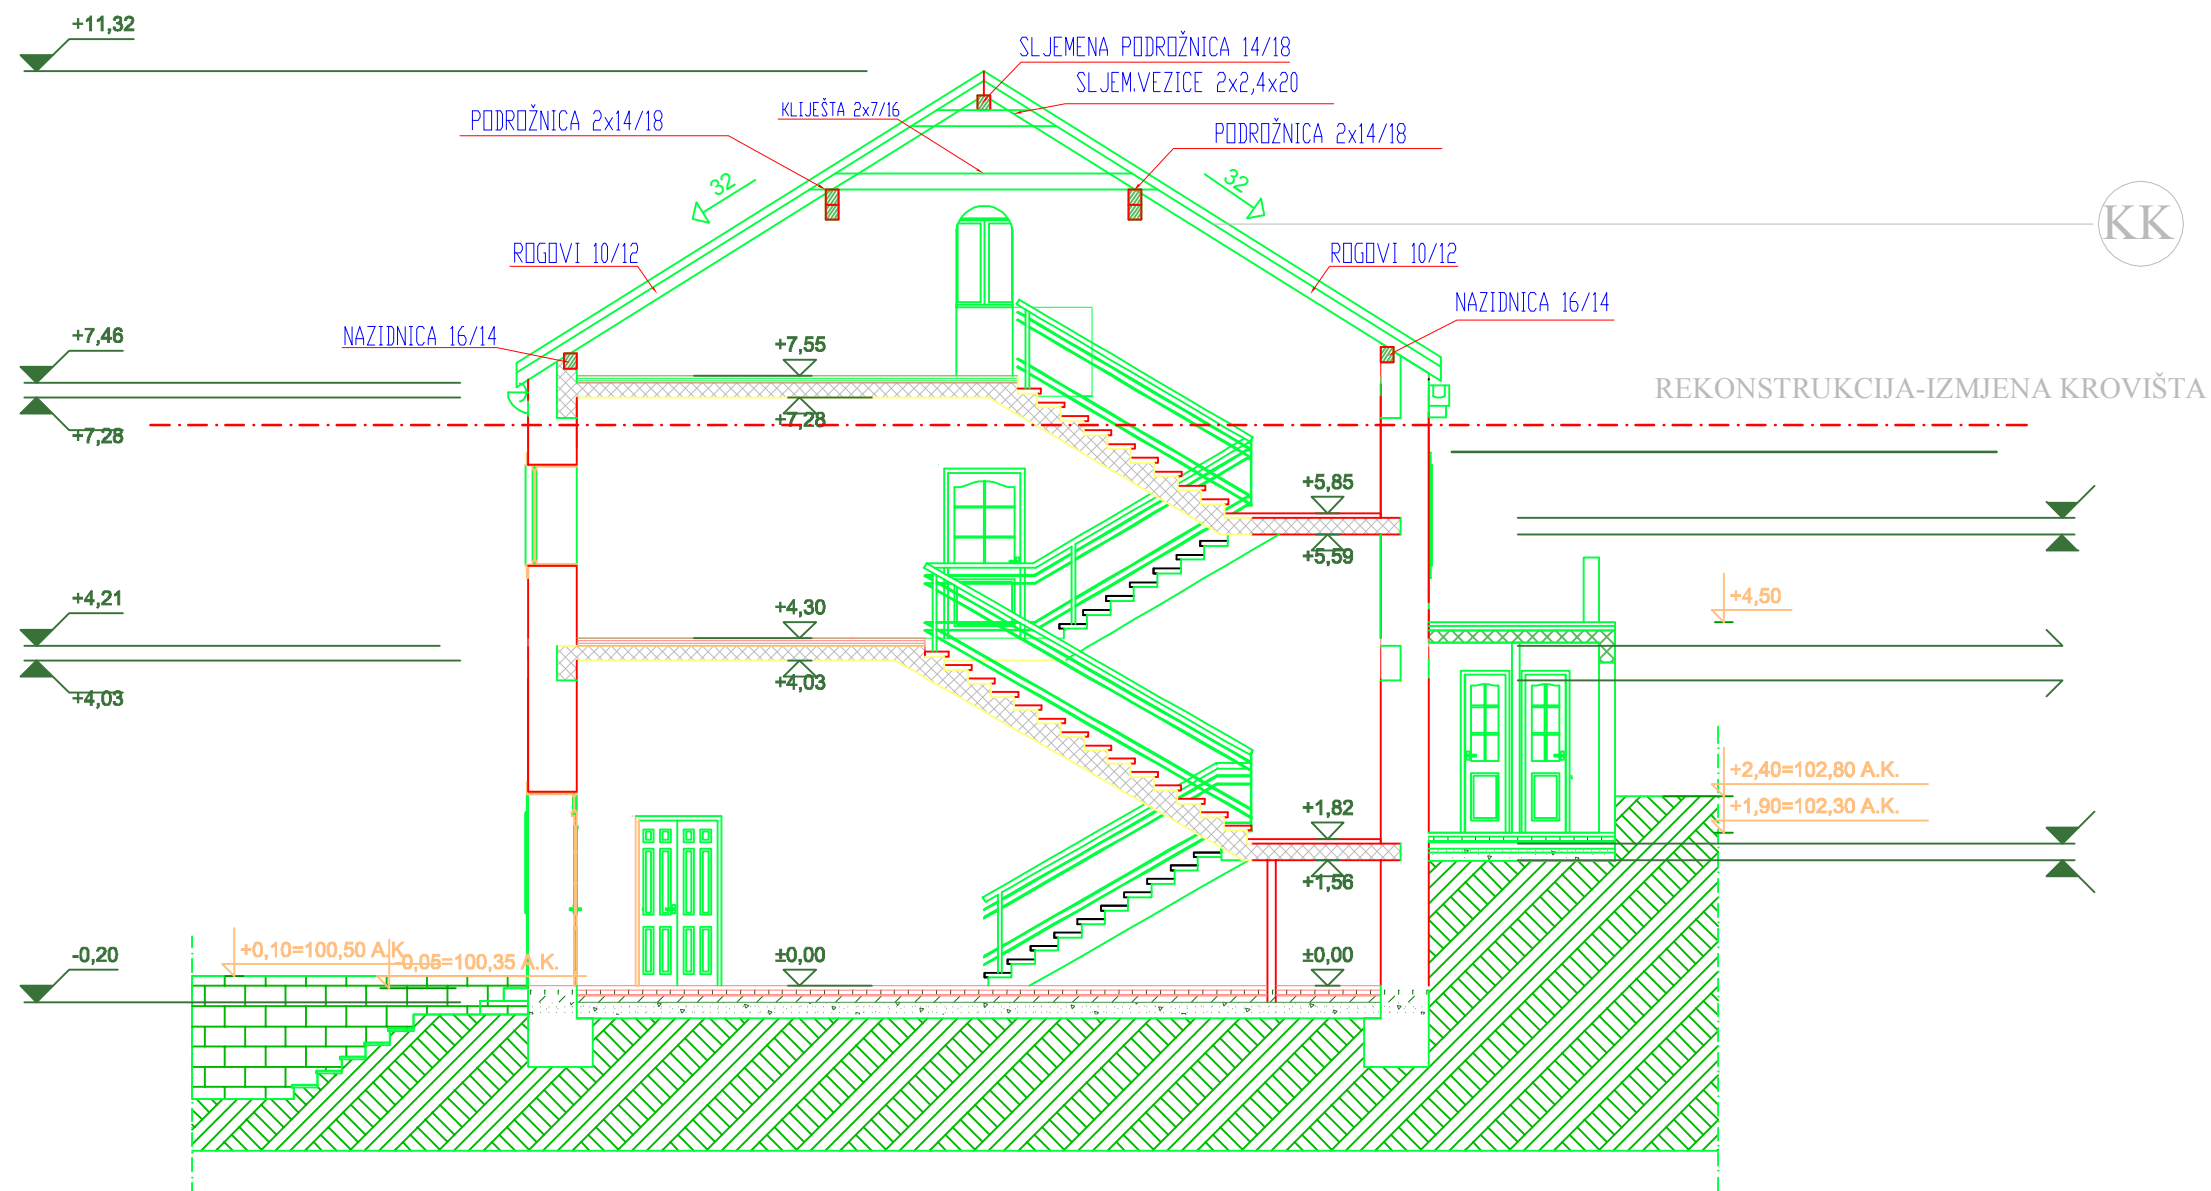 +11,32
SLJEMENA PODROŽNICA 14/18
SLJEM.VEZICE 2x2,4x20
KLIJEŠTA 2x7/16
PODROŽNICA 2x14/18
PODROŽNICA 2x14/18
32
32
KK
ROGOVI 10/12
ROGOVI 10/12
NAZIDNICA 16/14
NAZIDNICA 16/14
+7,46
+7,55
REKONSTRUKCIJA-IZMJENA KROVIŠTA
+7,28
+7,28
+5,85
+5,59
+4,21
+4,30
+4,50
+4,03
+4,03
+2,40=102,80 A.K.
+1,82
+1,90=102,30 A.K.
+1,56
-0,20
+0,10=100,50 A.K.
-0,05=100,35 A.K.
±0,00
±0,00